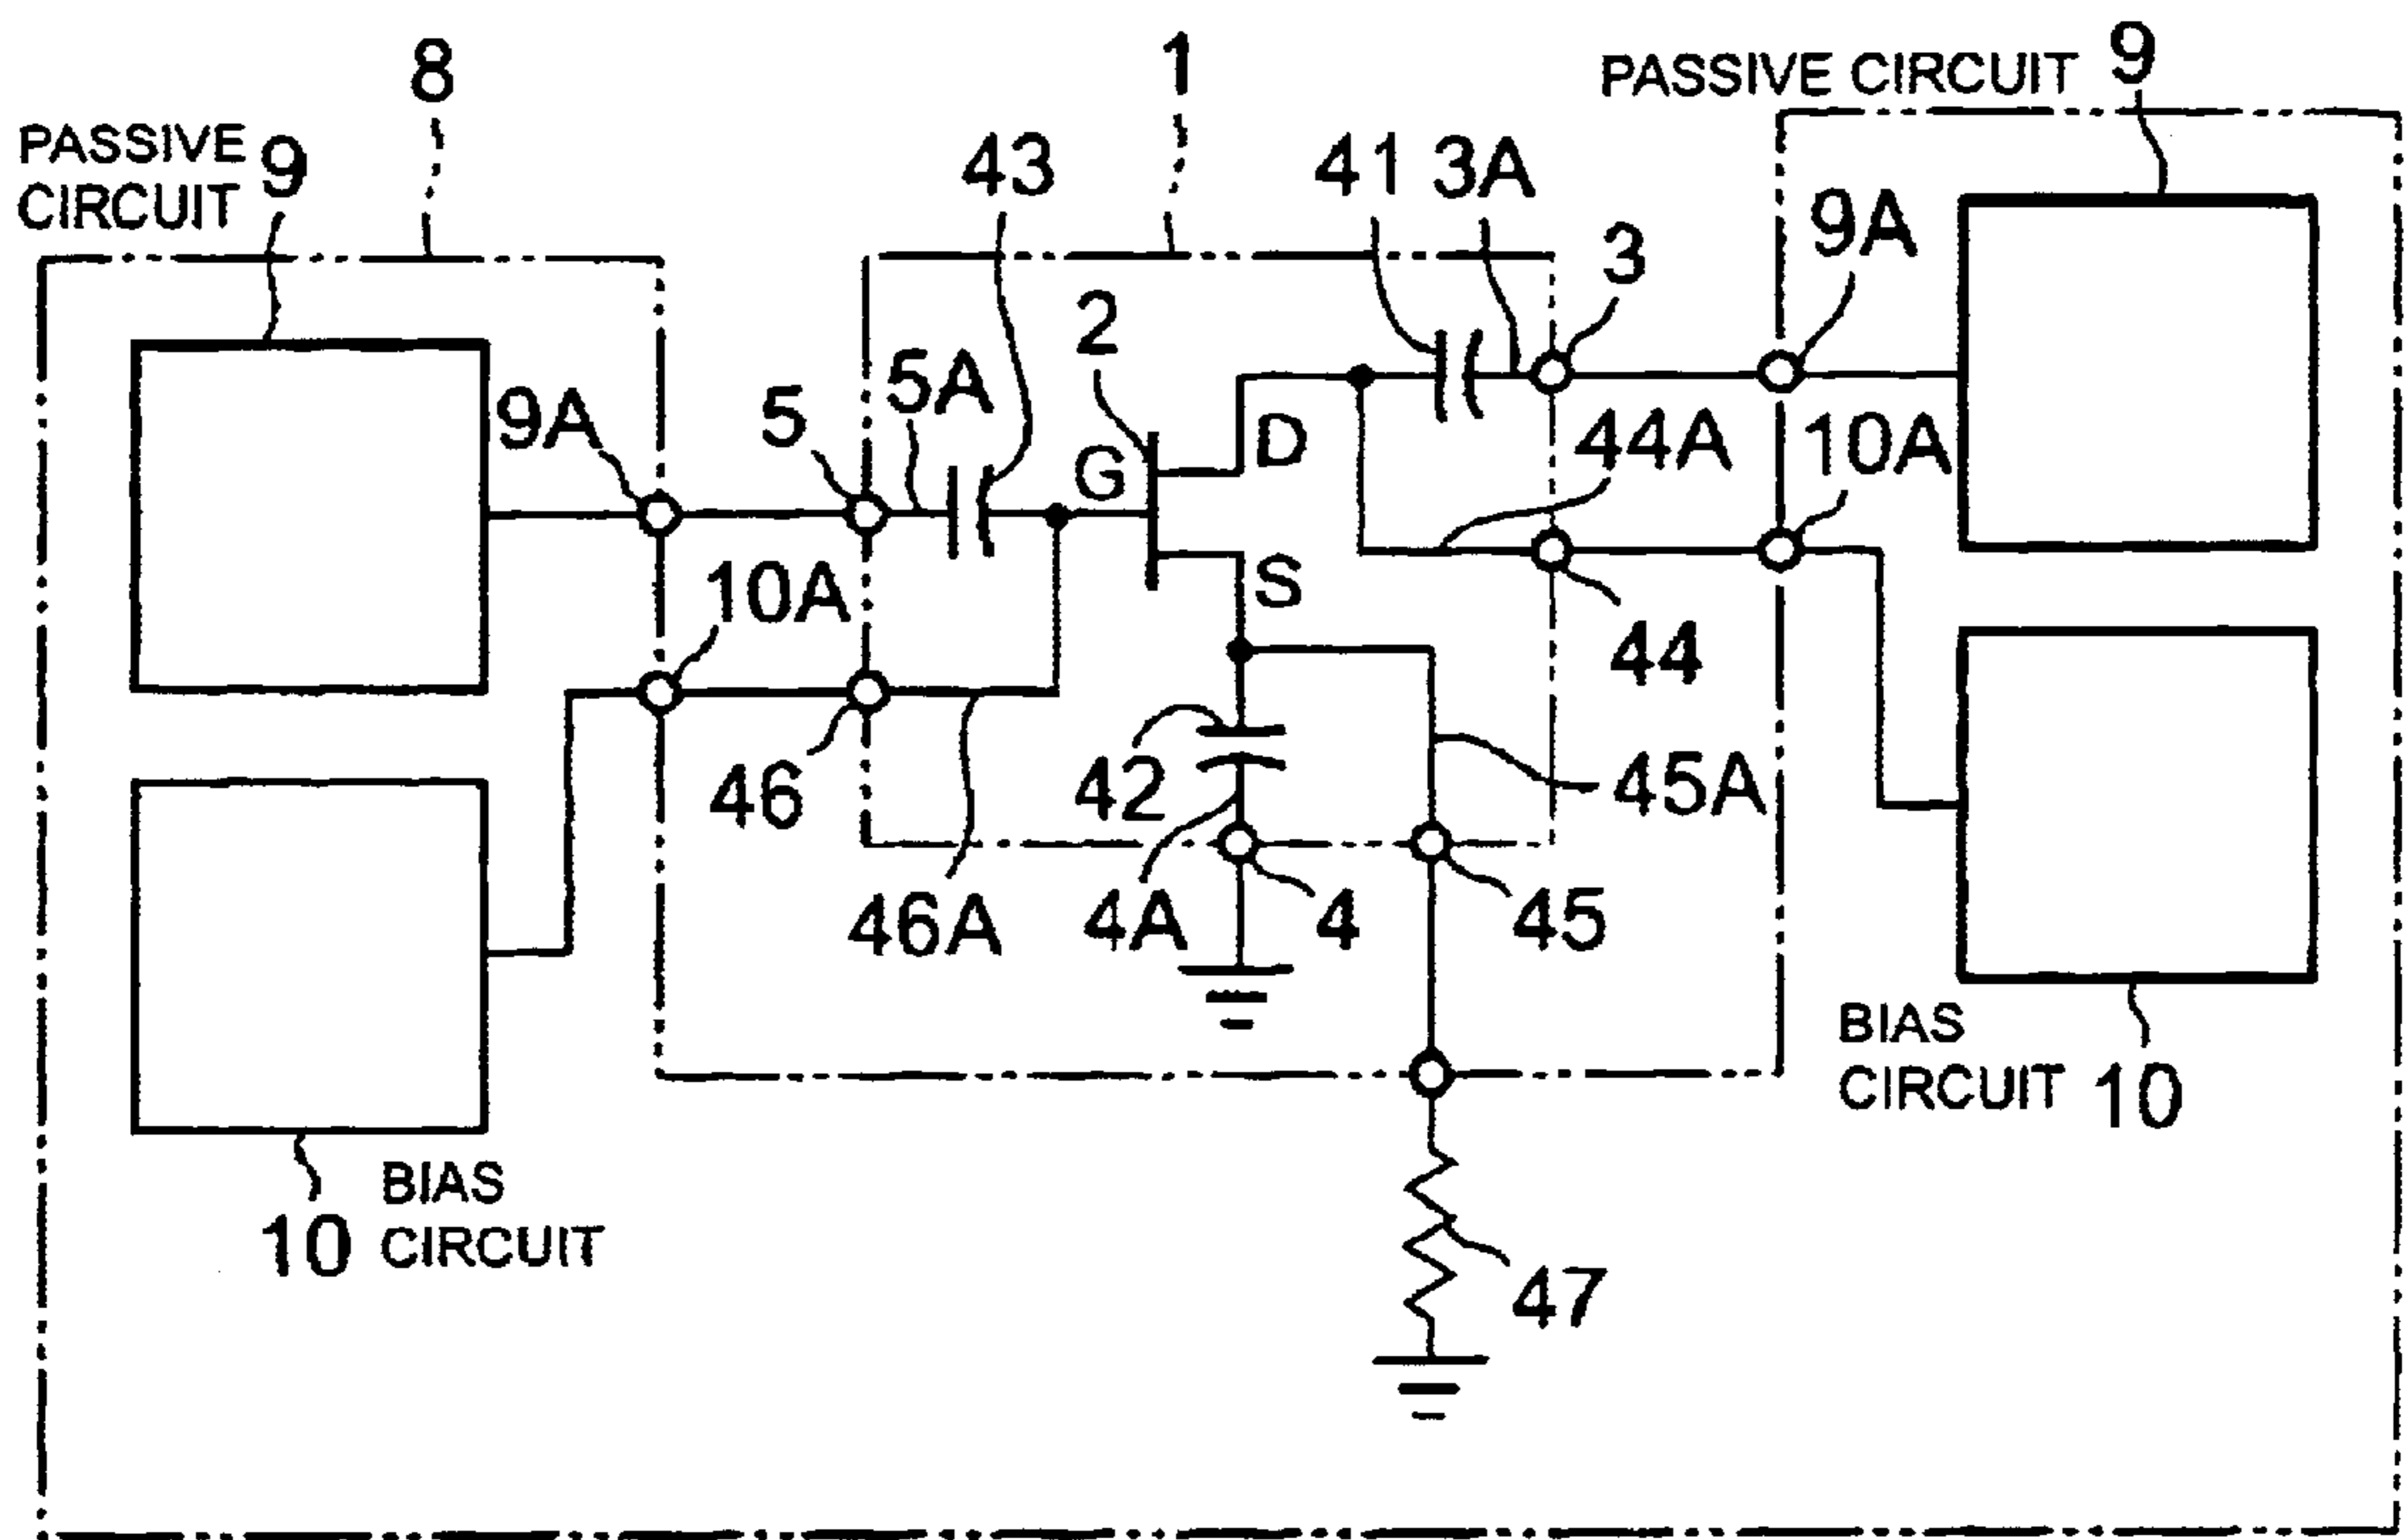 8
1
PASSIVE CIRCUIT 9
PASSIVE
CIRCUIT 9
43
41
3A
3
9A
2
5A
5
9A
D
G
44A
10A
S
10A
44
46
42
45A
46A
4A
4
45
BIAS
CIRCUIT 10
BIAS
10 CIRCUIT
47